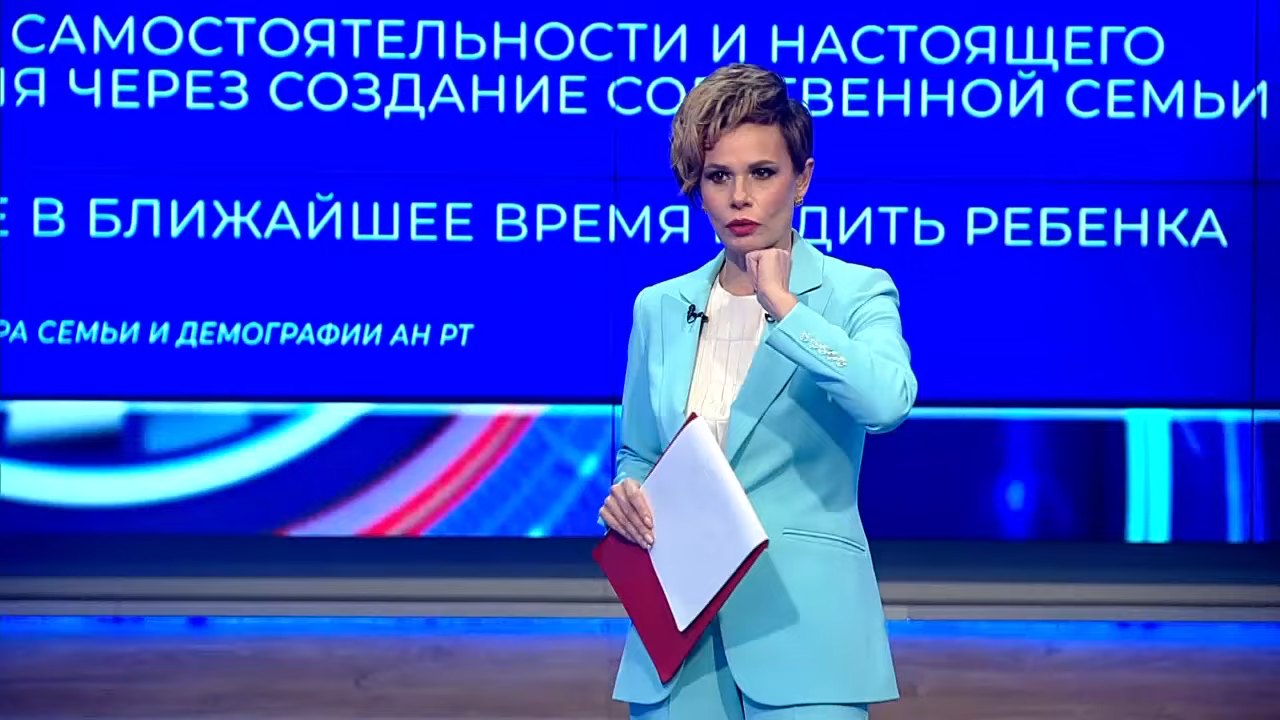 САМОСТОЯТЕЛЬНОСТИ И НАСТОЯЩЕГО
ЧЕРЕЗ СОЗДАНИЕ СЕМЬИ
В БЛИЖАЙШЕЕ ВРЕМЯ РЕБЕНКА
СЕМЬИ И ДЕМОГРАФИИ АН РТ